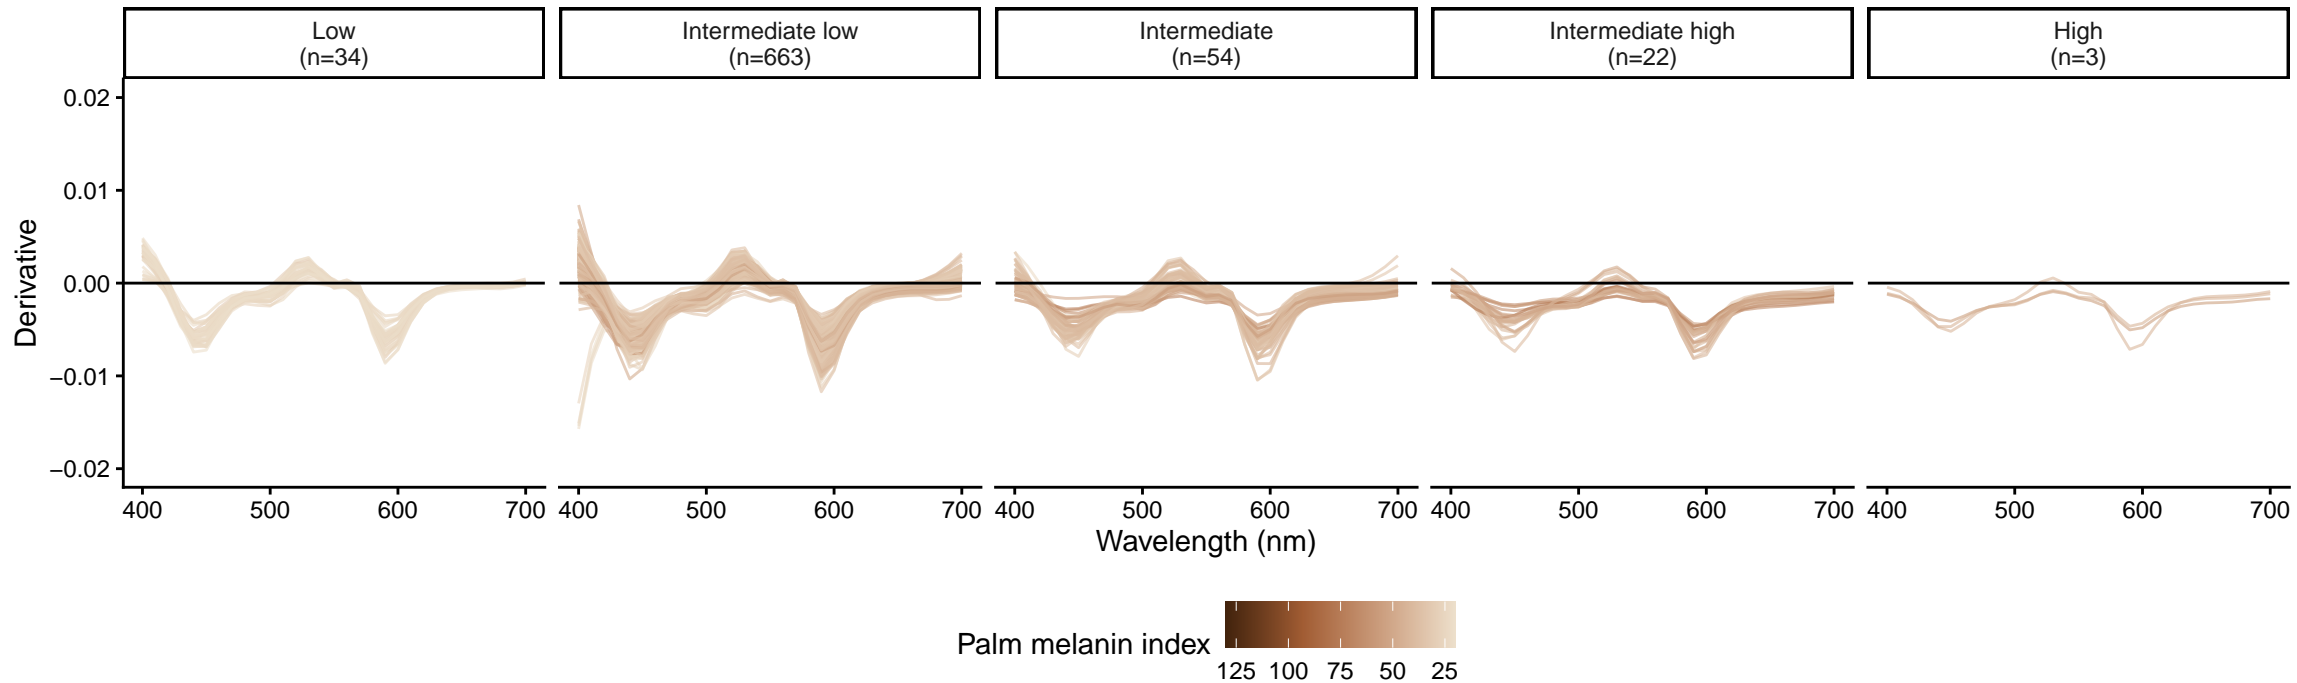 Low
(n=34)
Intermediate low
(n=663)
Intermediate
(n=54)
Intermediate high
(n=22)
High
(n=3)
Derivative
0.02
0.01
0.00
−0.01
−0.02
400 500 600 700
400 500 600 700
400 500 600 700
400 500 600 700
400 500 600 700
Wavelength (nm)
Palm melanin index
125 100 75 50 25